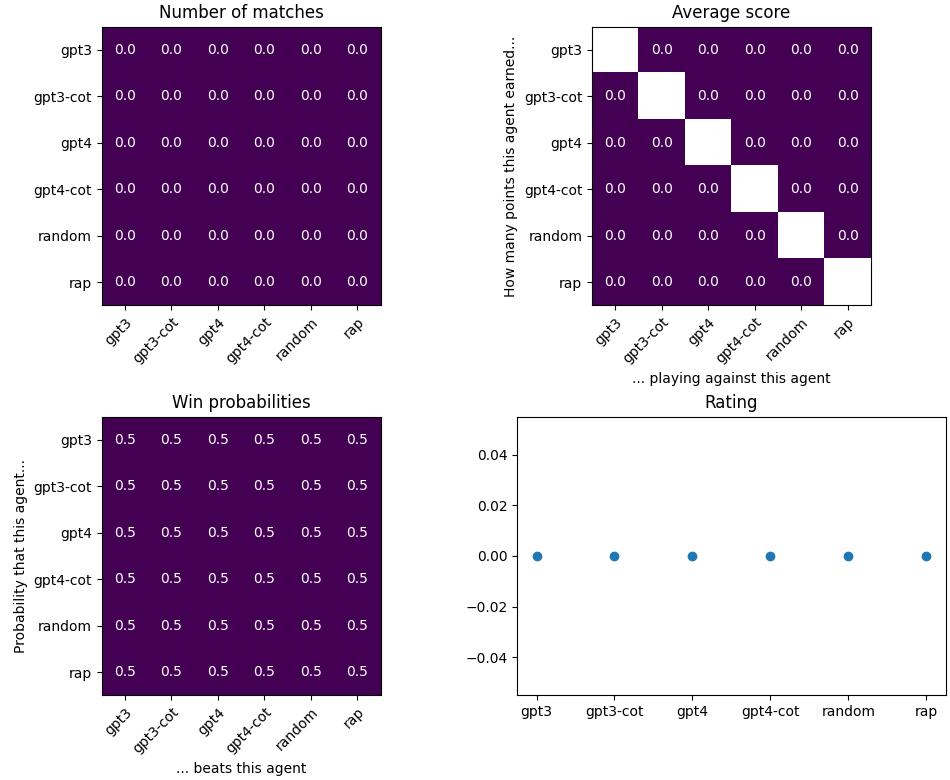 Number of matches
gpt3 0.0 0.0 0.0 0.0 0.0 0.0
gpt3-cot 0.0 0.0 0.0 0.0 0.0 0.0
gpt4 0.0 0.0 0.0 0.0 0.0 0.0
gpt4-cot 0.0 0.0 0.0 0.0 0.0 0.0
random 0.0 0.0 0.0 0.0 0.0 0.0
rap 0.0 0.0 0.0 0.0 0.0 0.0
gpt3 gpt3-cot gpt4 gpt4-cot random rap
Average score
How many points this agent earned...
gpt3 0.0 0.0 0.0 0.0 0.0
gpt3-cot 0.0 0.0 0.0 0.0 0.0
gpt4 0.0 0.0 0.0 0.0 0.0
gpt4-cot 0.0 0.0 0.0 0.0 0.0
random 0.0 0.0 0.0 0.0 0.0
rap 0.0 0.0 0.0 0.0 0.0
gpt3 gpt3-cot gpt4 gpt4-cot random rap
... playing against this agent
Win probabilities
Probability that this agent...
gpt3 0.5 0.5 0.5 0.5 0.5 0.5
gpt3-cot 0.5 0.5 0.5 0.5 0.5 0.5
gpt4 0.5 0.5 0.5 0.5 0.5 0.5
gpt4-cot 0.5 0.5 0.5 0.5 0.5 0.5
random 0.5 0.5 0.5 0.5 0.5 0.5
rap 0.5 0.5 0.5 0.5 0.5 0.5
gpt3 gpt3-cot gpt4 gpt4-cot random rap
... beats this agent
Rating
0.04
0.02
0.00
−0.02
−0.04
gpt3 gpt3-cot gpt4 gpt4-cot random rap